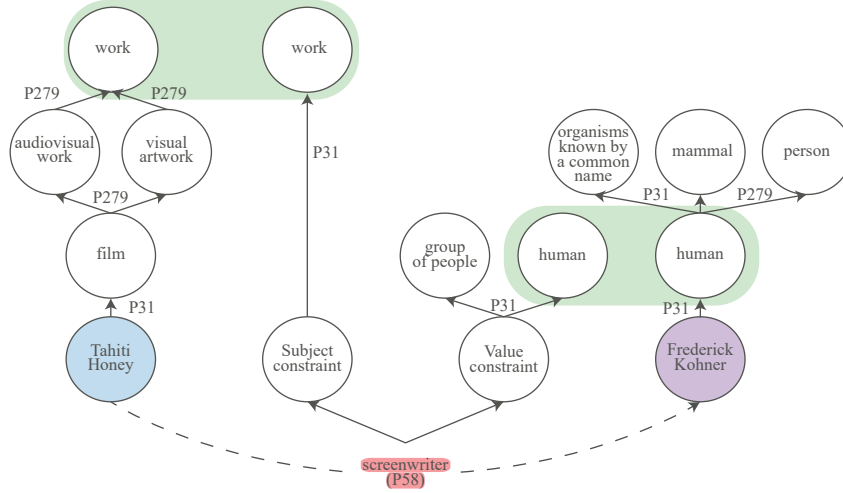 work
work
P279
P279
audiovisual
work
visual
artwork
P31
organisms
known by
a common
name
mammal
person
P279
P31
P279
film
group
of people
human
human
P31
P31
P31
Tahiti
Honey
Subject
constraint
Value
constraint
Frederick
Kohner
screenwriter
(P58)